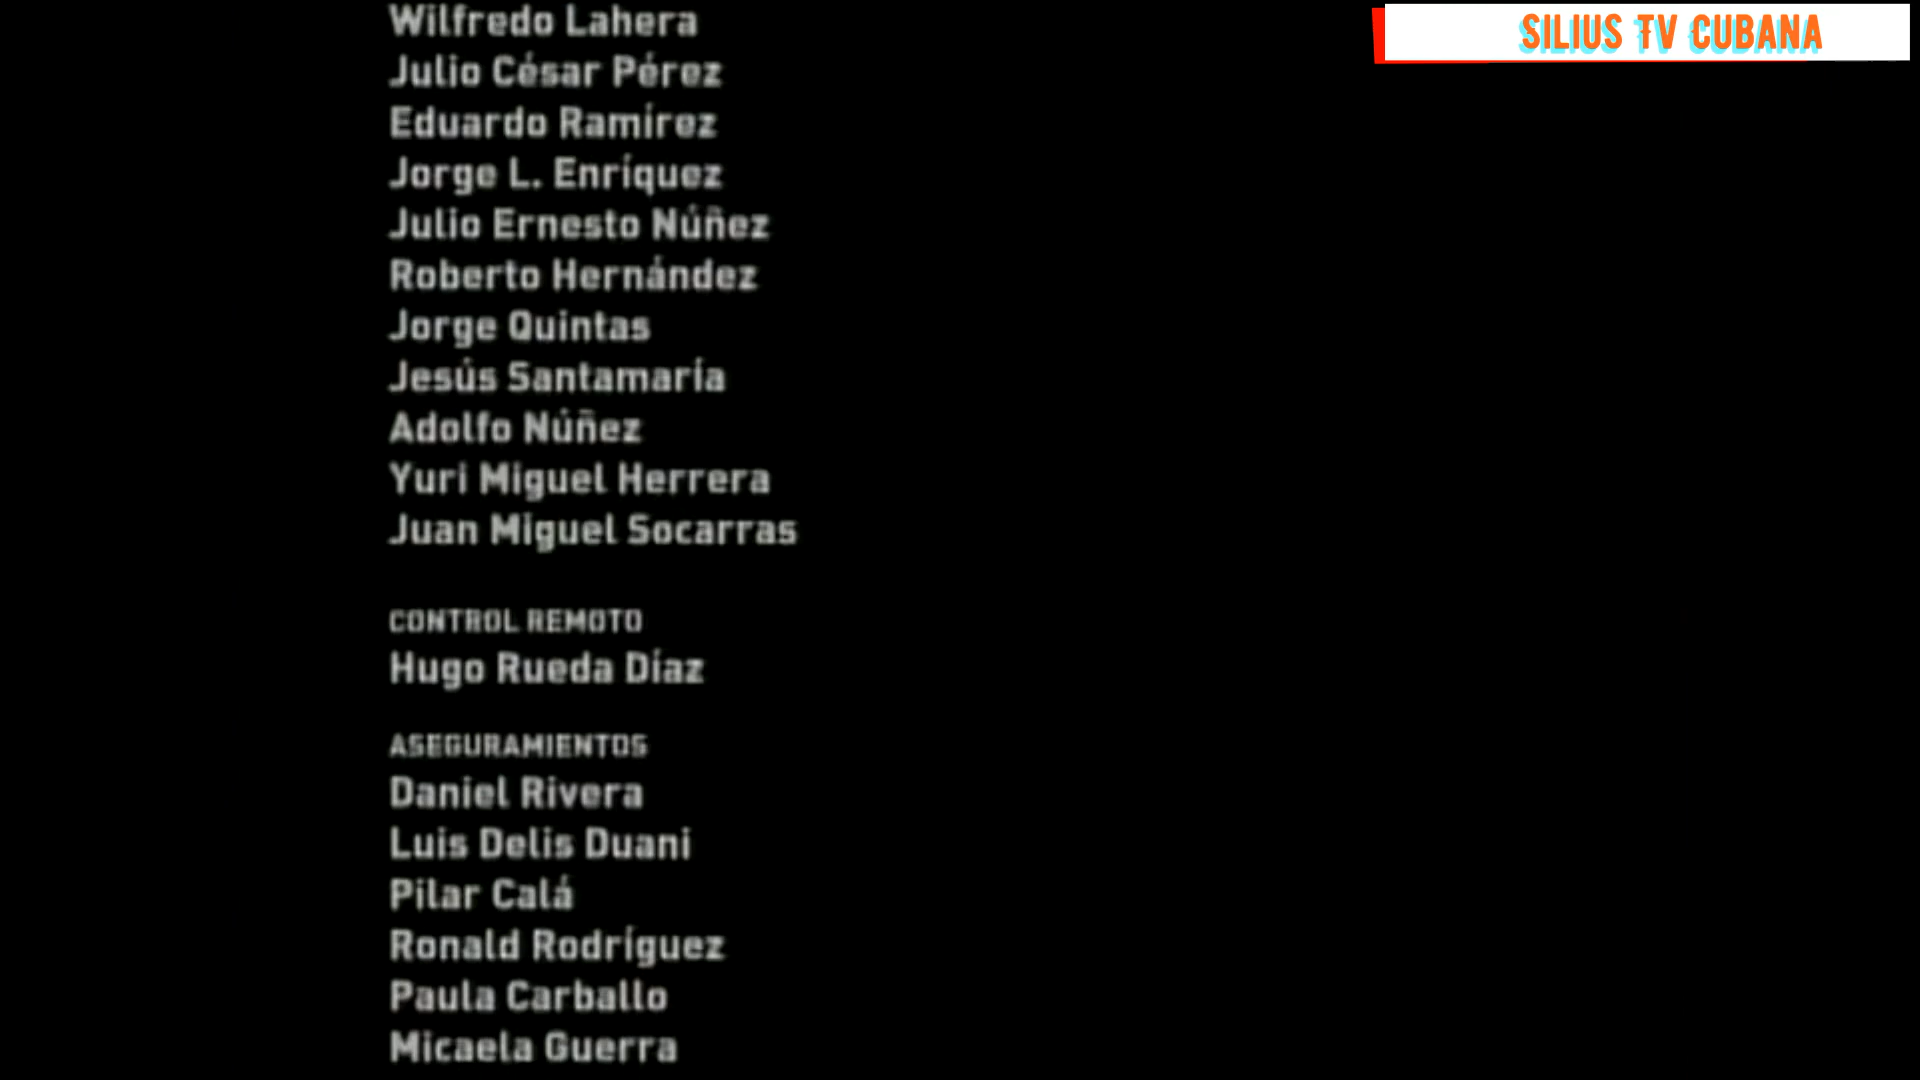 SILIUS TV CUBANA
Wilfredo Lahera
Julio César Pérez
Eduardo Ramírez
Jorge L. Enríquez
Julio Ernesto Núñez
Roberto Hernández
Jorge Quintas
Jesús Santamaría
Adolfo Núñez
Yuri Miguel Herrera
Juan Miguel Socarras
CONTROL REMOTO
Hugo Rueda Díaz
ASEGURAMIENTOS
Daniel Rivera
Luis Delis Duani
Pilar Calá
Ronald Rodríguez
Paula Carballo
Micaela Guerra